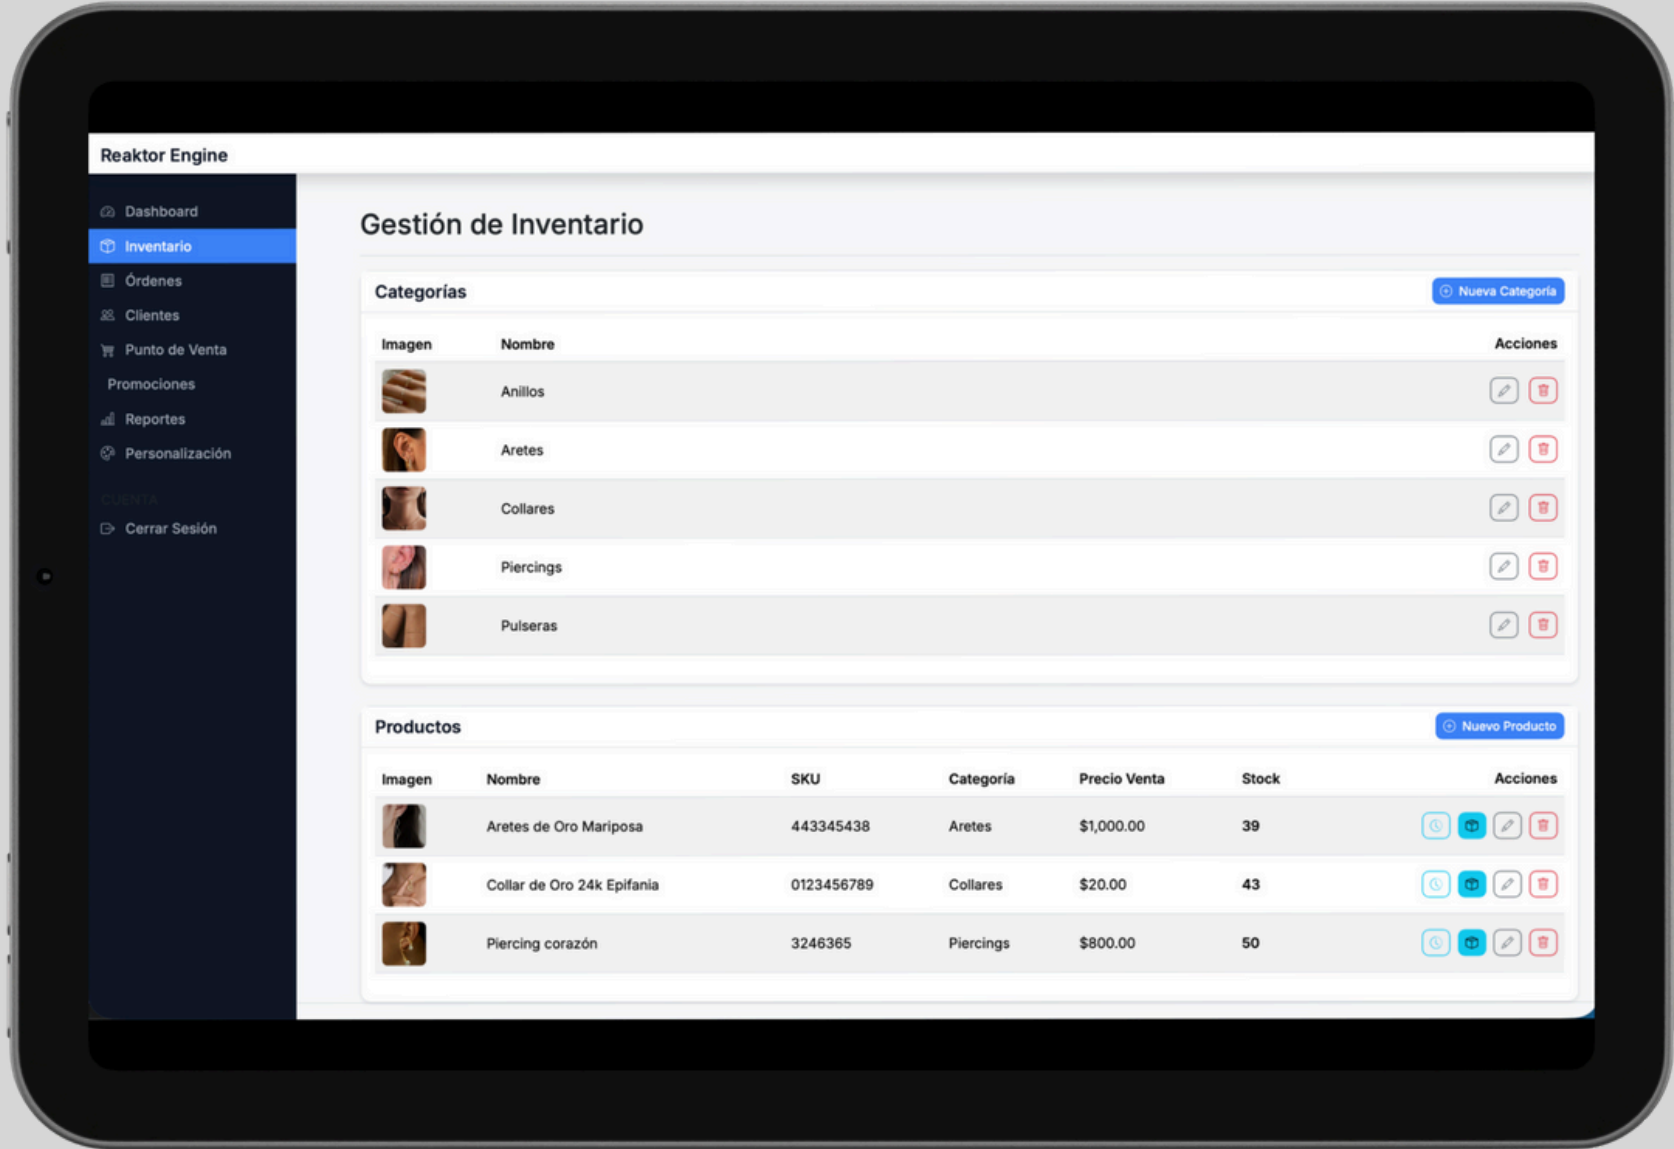 Reaktor Engine
Dashboard
Inventario
Órdenes
Clientes
Punto de Venta
Promociones
Reportes
Personalización
CUENTA
Cerrar Sesión
Gestión de Inventario
Categorías
Nueva Categoría
Imagen Nombre Acciones
Anillos
Aretes
Collares
Piercings
Pulseras
Productos
Nuevo Producto
Imagen Nombre SKU Categoría Precio Venta Stock Acciones
Aretes de Oro Mariposa 443345438 Aretes $1,000.00 39
Collar de Oro 24k Epifania 0123456789 Collares $20.00 43
Piercing corazón 3246365 Piercings $800.00 50